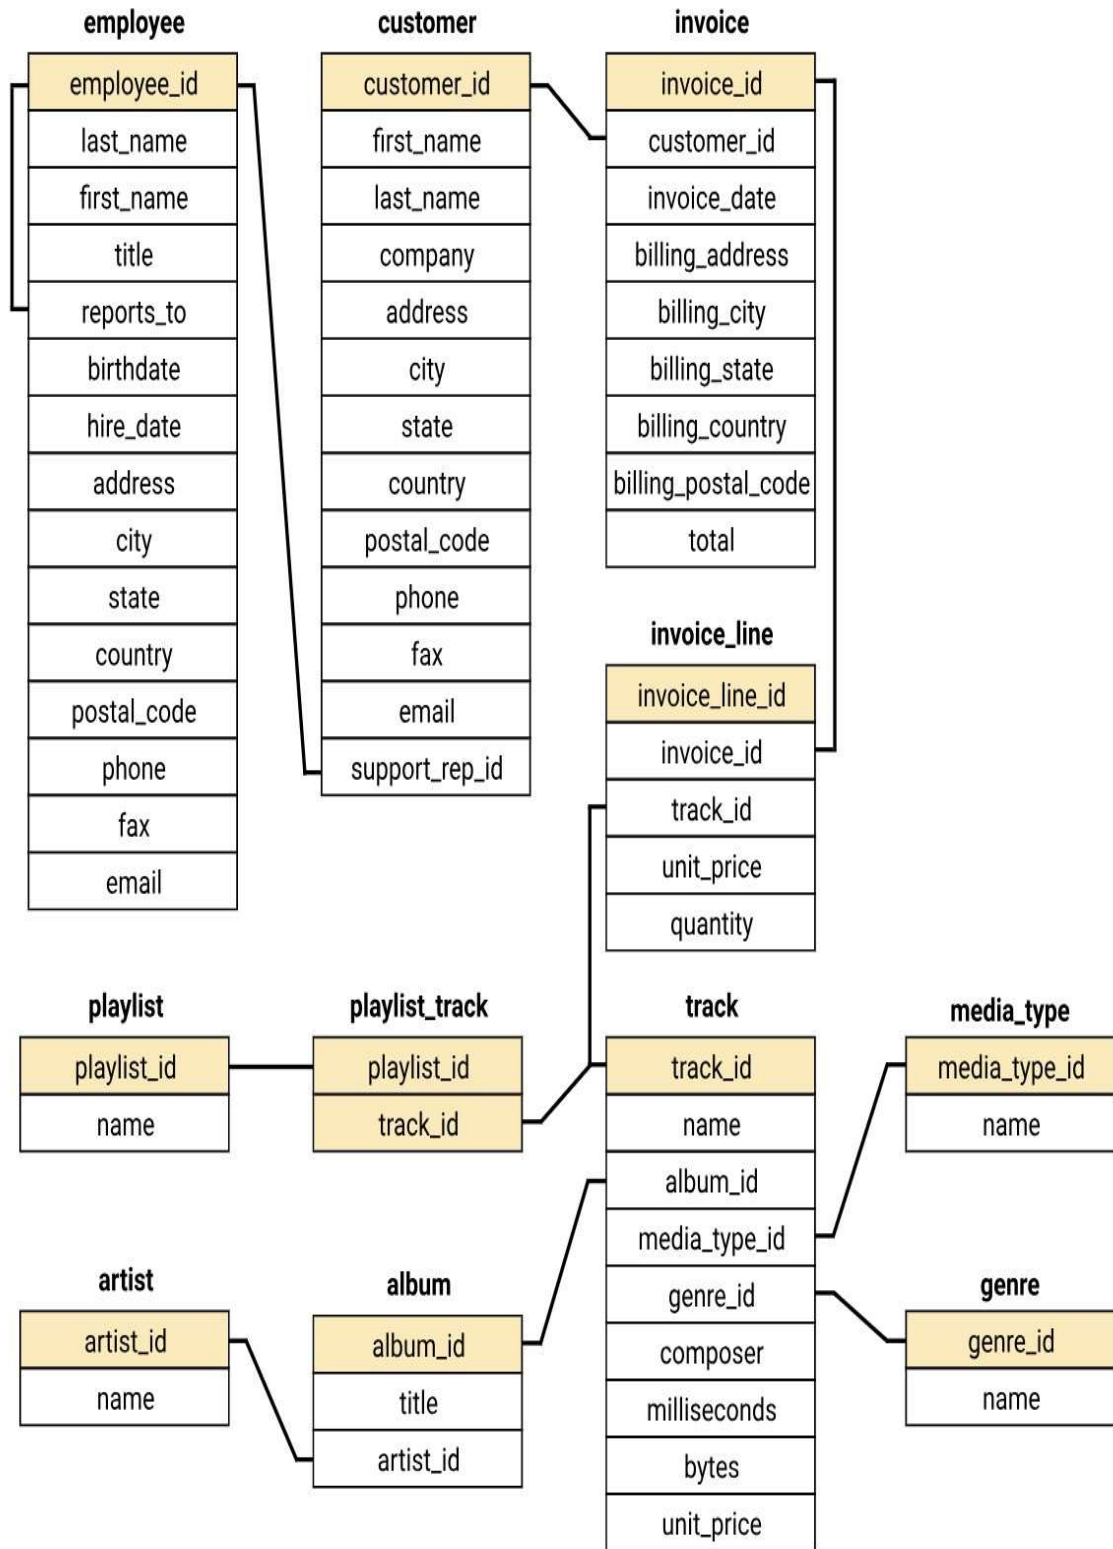 employee
employee_id
last_name
first_name
title
reports_to
birthdate
hire_date
address
city
state
country
postal_code
phone
fax
email
customer
customer_id
first_name
last_name
company
address
city
state
country
postal_code
phone
fax
email
support_rep_id
invoice
invoice_id
customer_id
invoice_date
billing_address
billing_city
billing_state
billing_country
billing_postal_code
total
invoice_line
invoice_line_id
invoice_id
track_id
unit_price
quantity
playlist
playlist_id
name
playlist_track
playlist_id
track_id
track
track_id
name
album_id
media_type_id
genre_id
composer
milliseconds
bytes
unit_price
media_type
media_type_id
name
artist
artist_id
name
album
album_id
title
artist_id
genre
genre_id
name